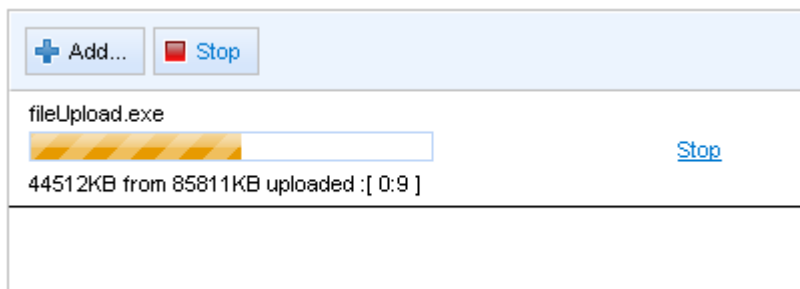 Add... Stop
fileUpload.exe
Stop
44512KB from 85811KB uploaded :[ 0:9 ]